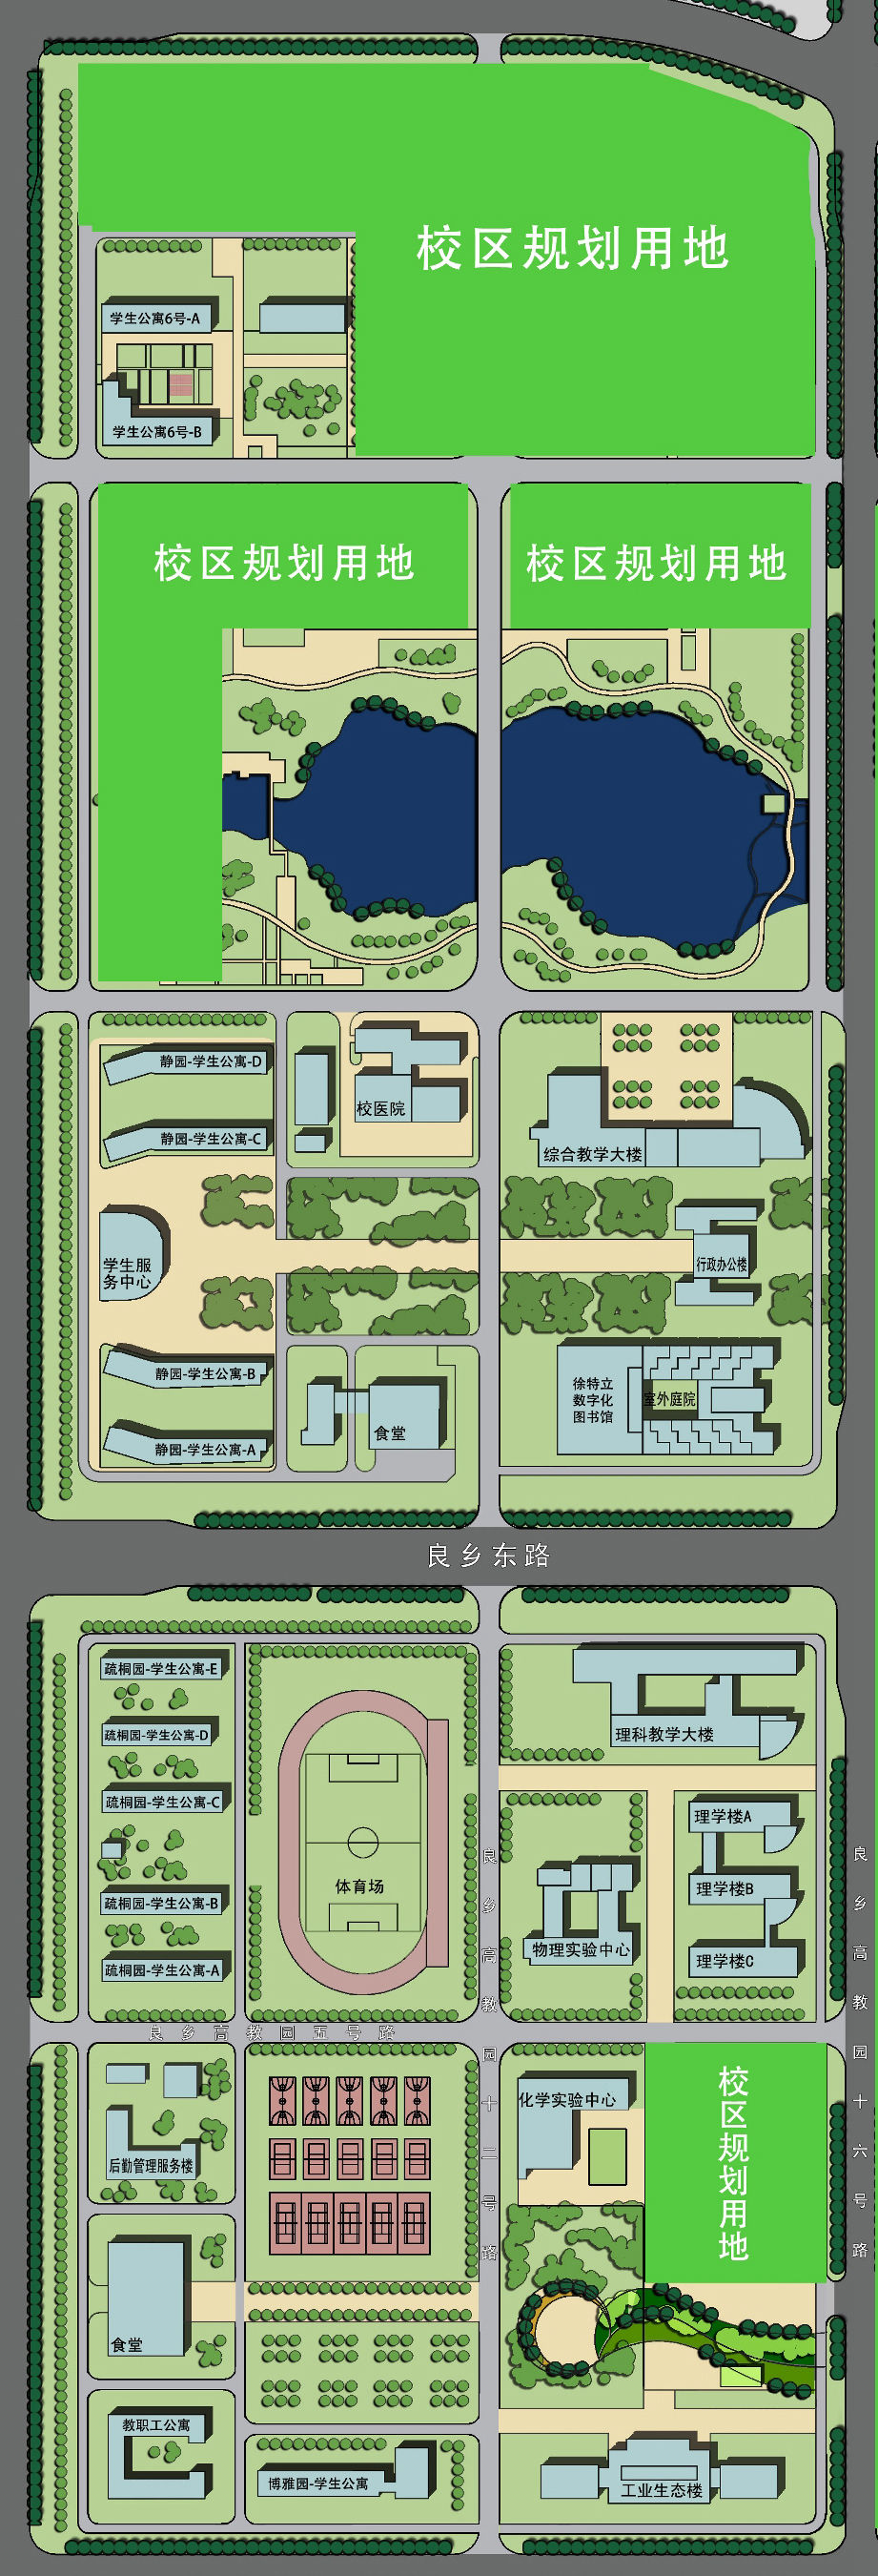 校区规划用地
学生公寓6号-A
学生公寓6号-B
校区规划用地
校区规划用地
静园-学生公寓-D
校医院
静园-学生公寓-C
综合教学大楼
学生服
务中心
行政办公楼
静园-学生公寓-B
徐特立
数字化
图书馆
室外庭院
食堂
静园-学生公寓-A
良乡东路
疏桐园-学生公寓-E
疏桐园-学生公寓-D
理科教学大楼
疏桐园-学生公寓-C
理学楼A
体育场
理学楼B
疏桐园-学生公寓-B
物理实验中心
理学楼C
疏桐园-学生公寓-A
良乡高教园十二号路
良乡高教园十六号路
良乡高教园五号路
化学实验中心
校区规划用地
后勤管理服务楼
食堂
教职工公寓
博雅园-学生公寓
工业生态楼